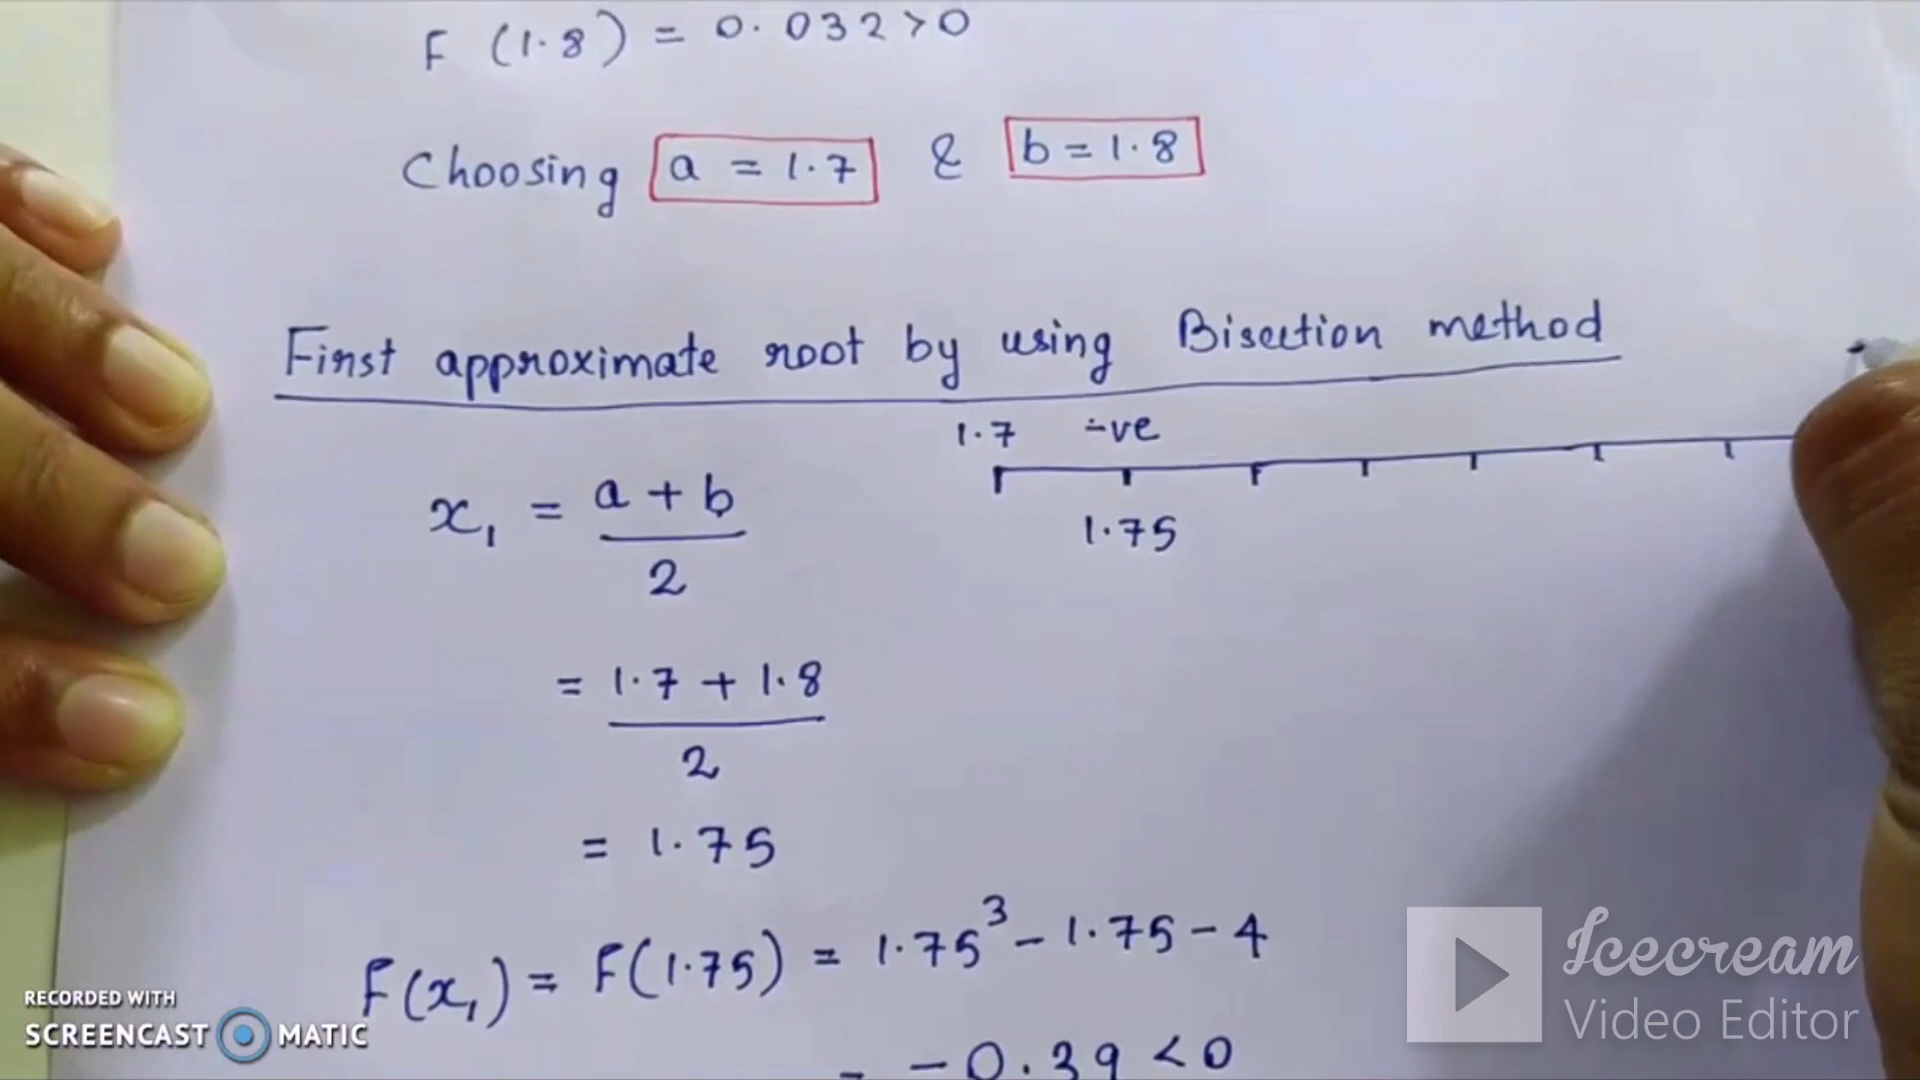 F (1.8) = 0.032 > 0
Choosing a = 1.7 & b = 1.8
First approximate root by using Bisection method
1.7 -ve
x₁ = a + b
2
1.75
= 1.7 + 1.8
2
= 1.75
F(x₁) = F(1.75) = 1.75³ - 1.75 - 4
= -0.39 < 0
RECORDED WITH
SCREENCAST MATIC
Icecream
Video Editor